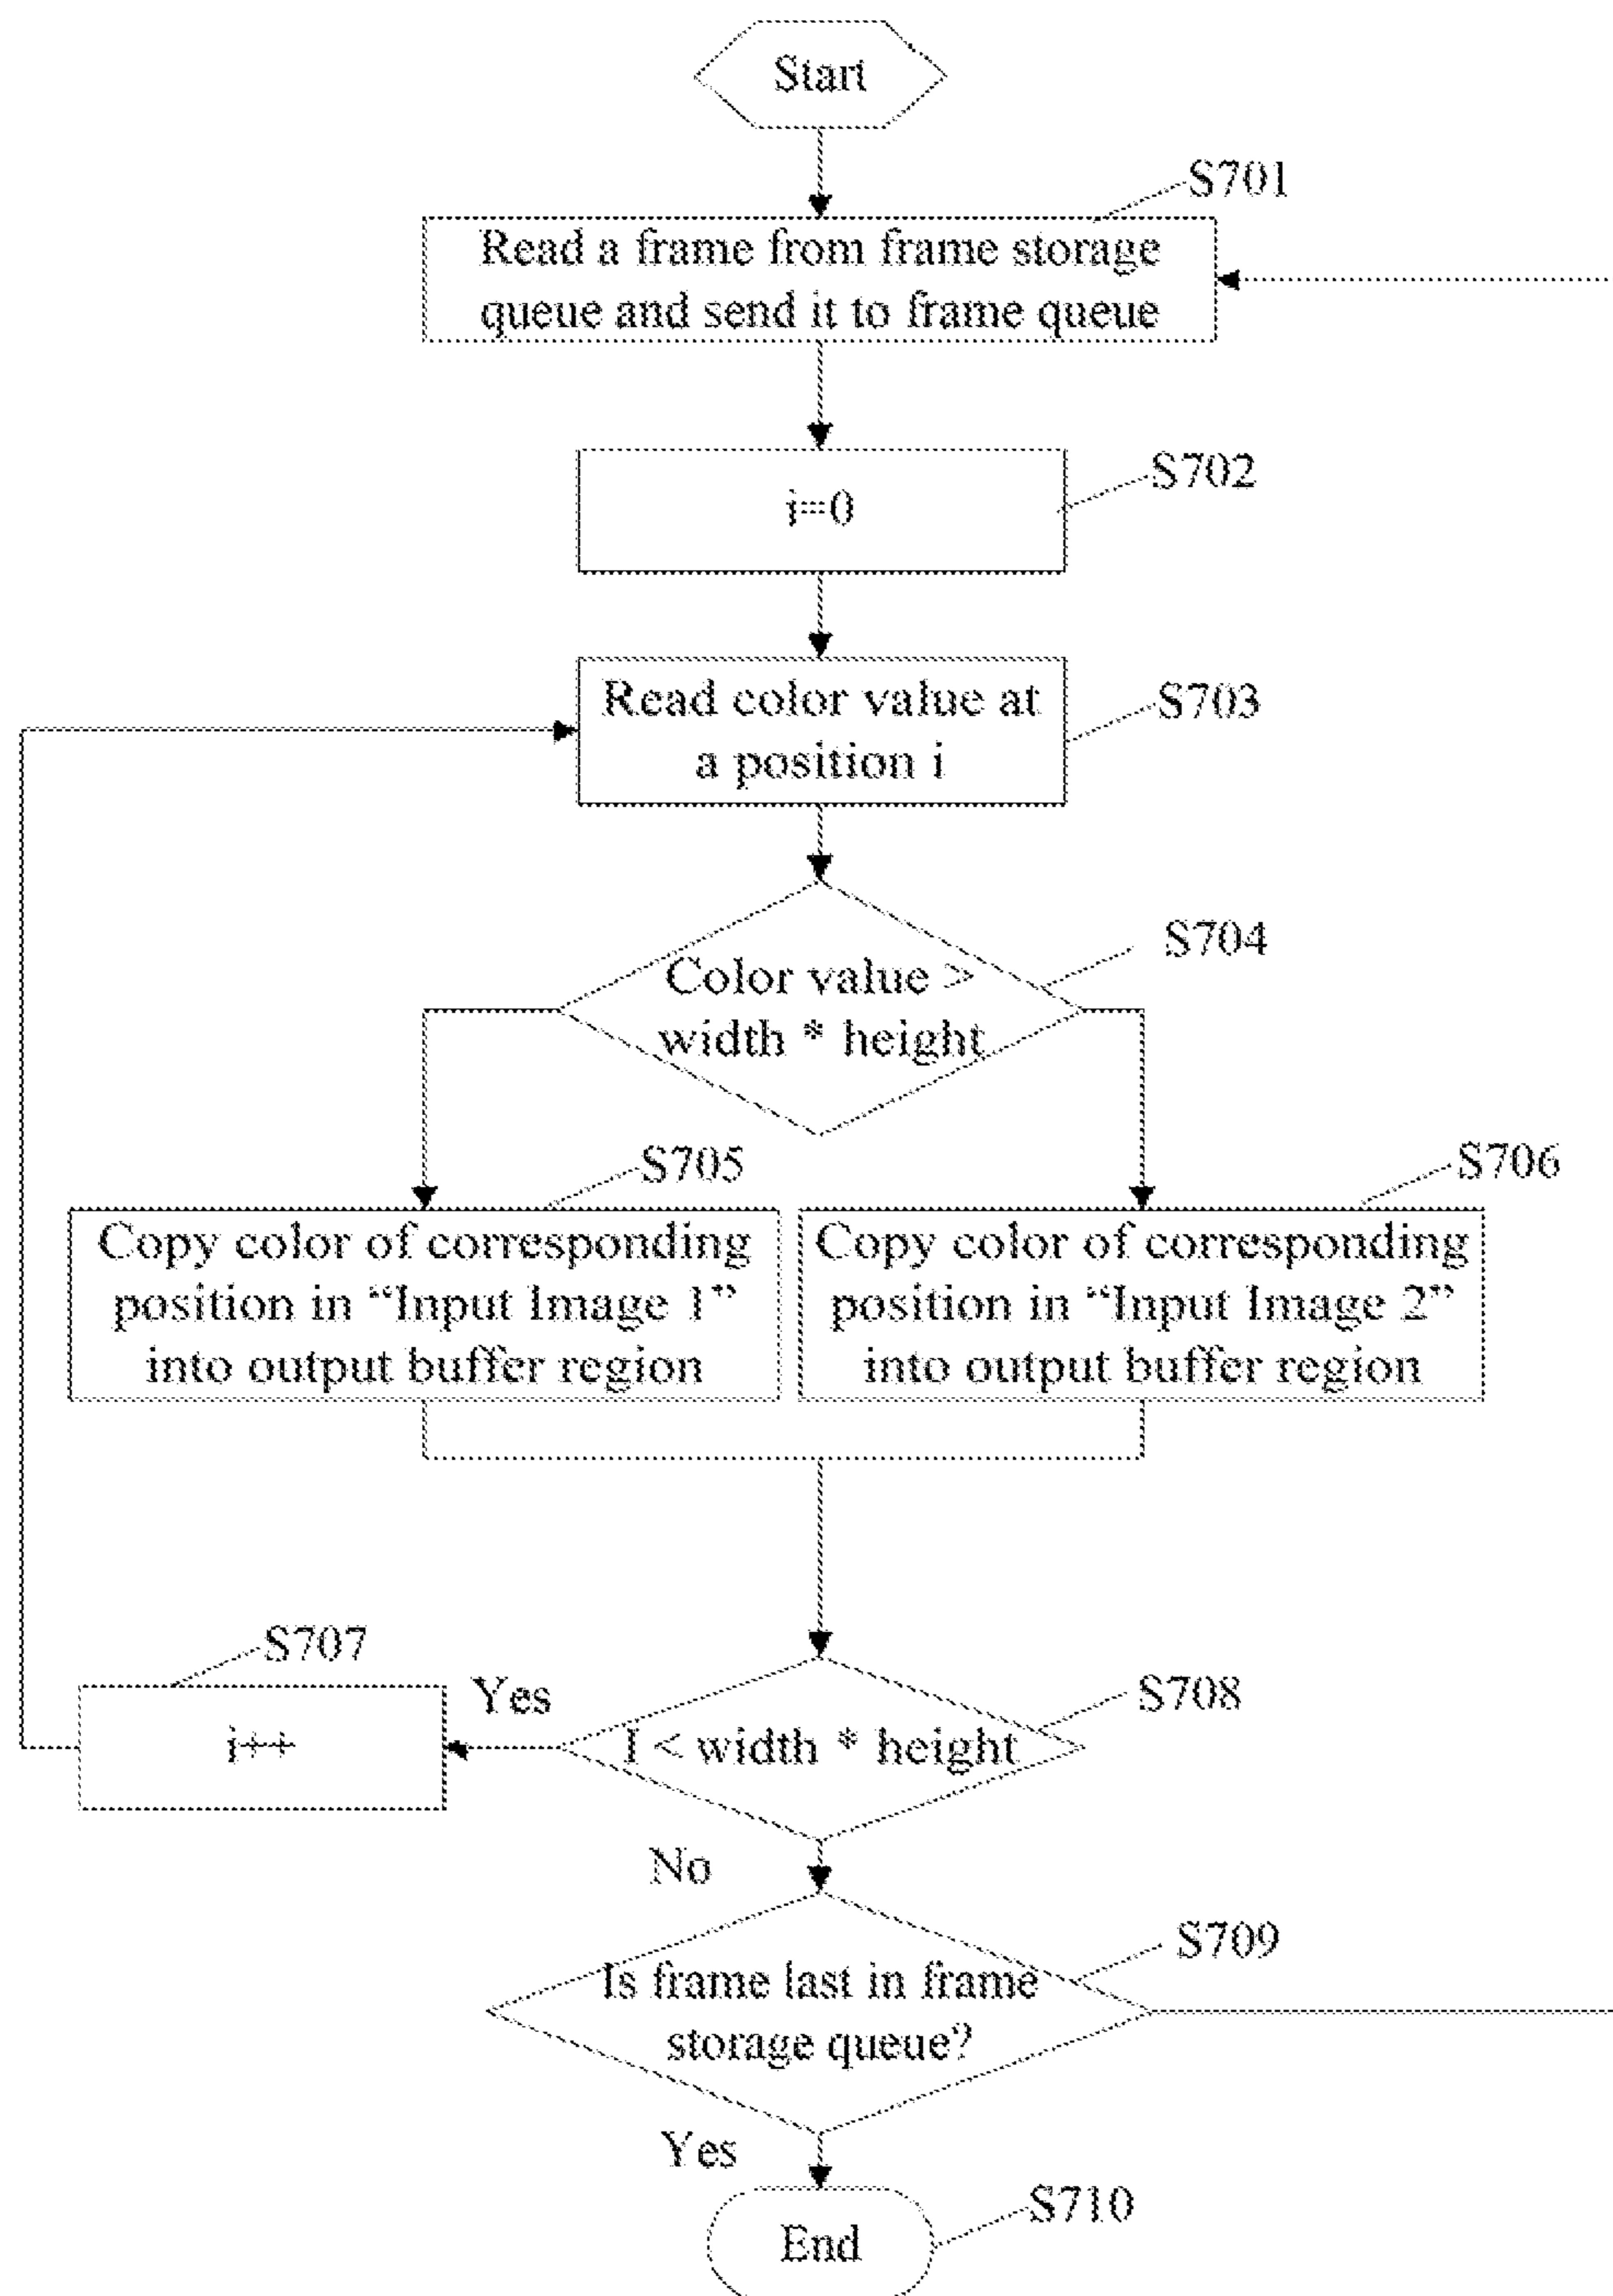 Start
S701
Read a frame from frame storage
queue and send it to frame queue
S702
i=0
S703
Read color value at
a position i
S704
Color value >
width * height
S705
S706
Copy color of corresponding
position in “Input Image 1”
into output buffer region
Copy color of corresponding
position in “Input Image 2”
into output buffer region
S707
i++
Yes
S708
I < width * height
No
S709
Is frame last in frame
storage queue?
Yes
S710
End